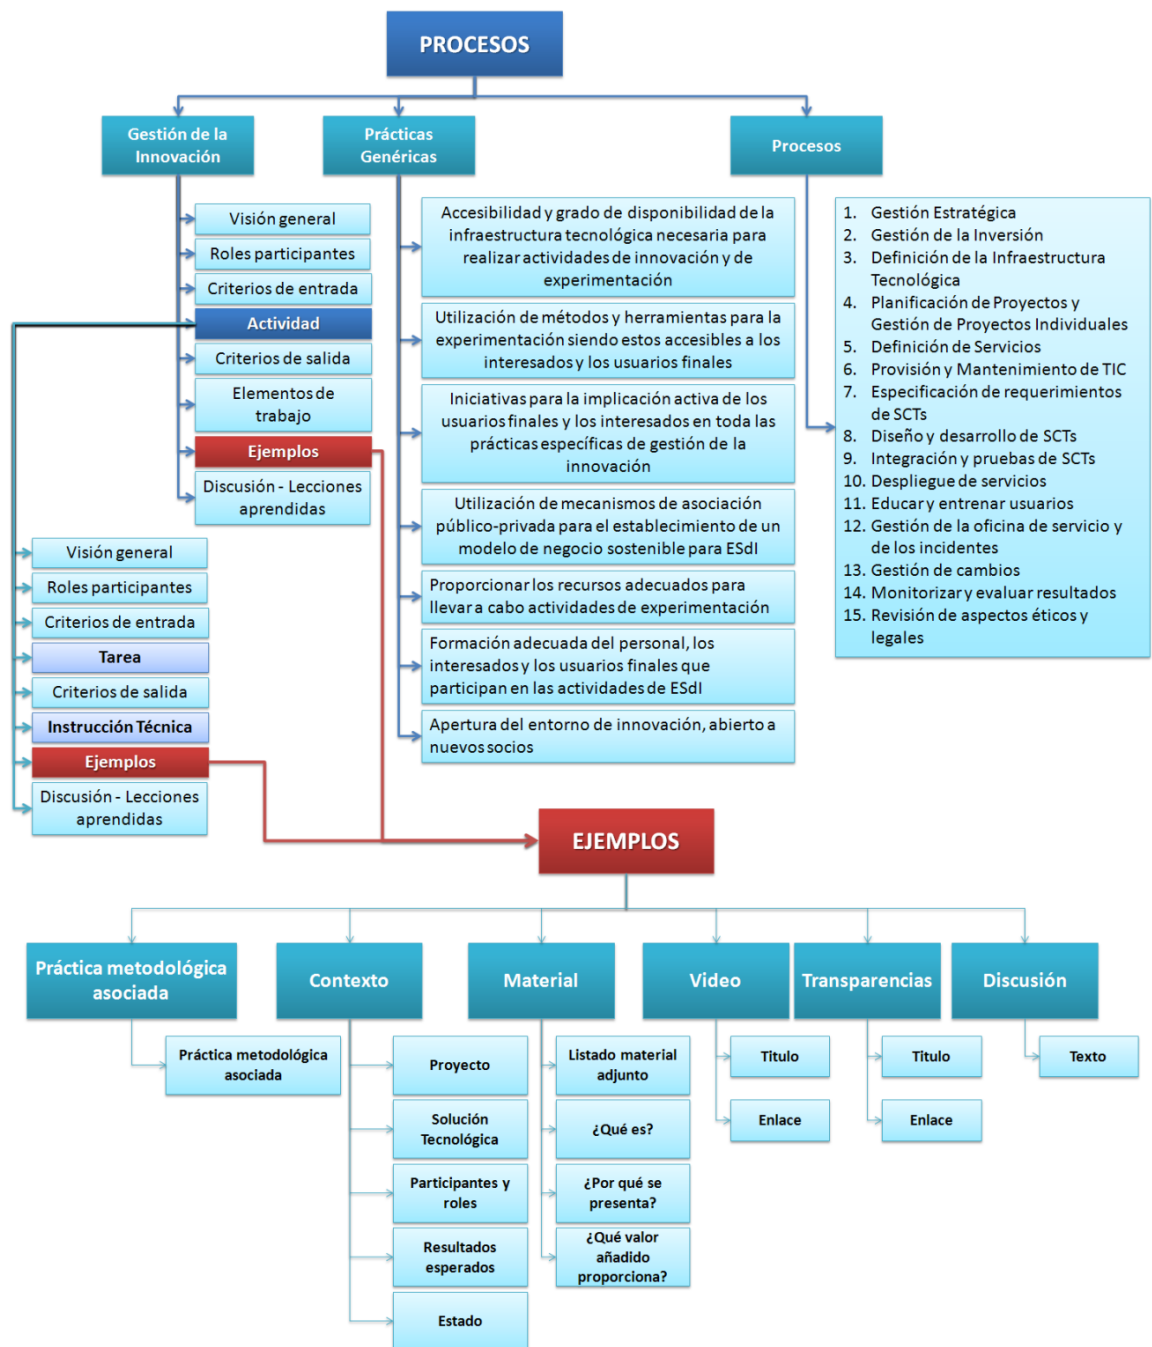 PROCESOS
Gestión de la
Innovación
Prácticas
Genéricas
Procesos
Visión general
Roles participantes
Criterios de entrada
Actividad
Criterios de salida
Elementos de
trabajo
Ejemplos
Discusión - Lecciones
aprendidas
Visión general
Roles participantes
Criterios de entrada
Tarea
Criterios de salida
Instrucción Técnica
Ejemplos
Discusión - Lecciones
aprendidas
Accesibilidad y grado de disponibilidad de la
infraestructura tecnológica necesaria para
realizar actividades de innovación y de
experimentación
Utilización de métodos y herramientas para la
experimentación siendo estos accesibles a los
interesados y los usuarios finales
Iniciativas para la implicación activa de los
usuarios finales y los interesados en toda las
prácticas específicas de gestión de la
innovación
Utilización de mecanismos de asociación
público-privada para el establecimiento de un
modelo de negocio sostenible para ESdI
Proporcionar los recursos adecuados para
llevar a cabo actividades de experimentación
Formación adecuada del personal, los
interesados y los usuarios finales que
participan en las actividades de ESdI
Apertura del entorno de innovación, abierto a
nuevos socios
1. Gestión Estratégica
2. Gestión de la Inversión
3. Definición de la Infraestructura
Tecnológica
4. Planificación de Proyectos y
Gestión de Proyectos Individuales
5. Definición de Servicios
6. Provisión y Mantenimiento de TIC
7. Especificación de requerimientos
de SCTs
8. Diseño y desarrollo de SCTs
9. Integración y pruebas de SCTs
10. Despliegue de servicios
11. Educar y entrenar usuarios
12. Gestión de la oficina de servicio y
de los incidentes
13. Gestión de cambios
14. Monitorizar y evaluar resultados
15. Revisión de aspectos éticos y
legales
EJEMPLOS
Práctica metodológica
asociada
Contexto
Material
Video
Transparencias
Discusión
Práctica metodológica
asociada
Proyecto
Solución
Tecnológica
Participantes y
roles
Resultados
esperados
Estado
Listado material
adjunto
¿Qué es?
¿Por qué se
presenta?
¿Qué valor
añadido
proporciona?
Titulo
Enlace
Titulo
Enlace
Texto